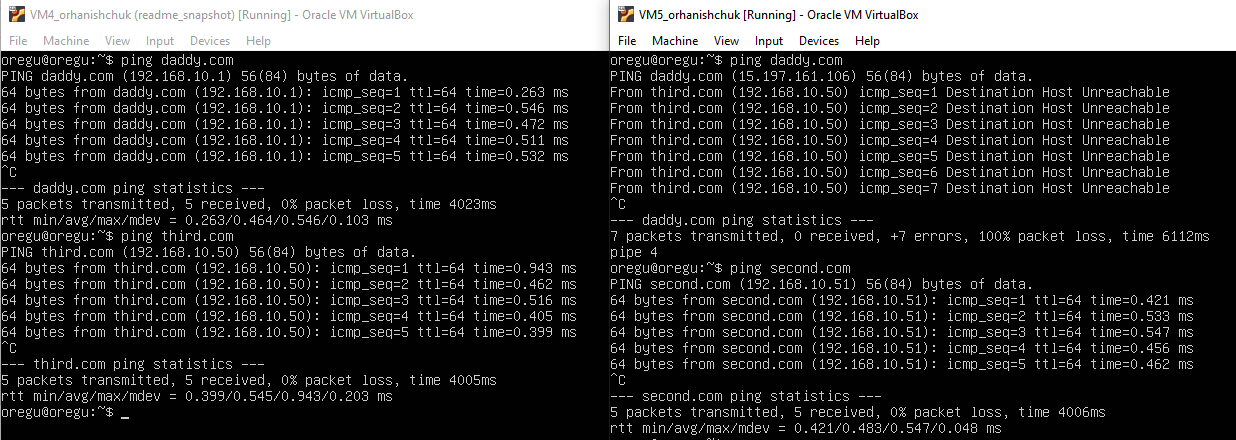 VM4_orhanishchuk (readme_snapshot) [Running] - Oracle VM VirtualBox
File Machine View Input Devices Help
oregu@oregu:~$ ping daddy.com
PING daddy.com (192.168.10.1) 56(84) bytes of data.
64 bytes from daddy.com (192.168.10.1): icmp_seq=1 ttl=64 time=0.263 ms
64 bytes from daddy.com (192.168.10.1): icmp_seq=2 ttl=64 time=0.546 ms
64 bytes from daddy.com (192.168.10.1): icmp_seq=3 ttl=64 time=0.472 ms
64 bytes from daddy.com (192.168.10.1): icmp_seq=4 ttl=64 time=0.511 ms
64 bytes from daddy.com (192.168.10.1): icmp_seq=5 ttl=64 time=0.532 ms
^C
--- daddy.com ping statistics ---
5 packets transmitted, 5 received, 0% packet loss, time 4023ms
rtt min/avg/max/mdev = 0.263/0.464/0.546/0.103 ms
oregu@oregu:~$ ping third.com
PING third.com (192.168.10.50) 56(84) bytes of data.
64 bytes from third.com (192.168.10.50): icmp_seq=1 ttl=64 time=0.943 ms
64 bytes from third.com (192.168.10.50): icmp_seq=2 ttl=64 time=0.462 ms
64 bytes from third.com (192.168.10.50): icmp_seq=3 ttl=64 time=0.516 ms
64 bytes from third.com (192.168.10.50): icmp_seq=4 ttl=64 time=0.405 ms
64 bytes from third.com (192.168.10.50): icmp_seq=5 ttl=64 time=0.399 ms
^C
--- third.com ping statistics ---
5 packets transmitted, 5 received, 0% packet loss, time 4005ms
rtt min/avg/max/mdev = 0.399/0.545/0.943/0.203 ms
oregu@oregu:~$ _
VM5_orhanishchuk [Running] - Oracle VM VirtualBox
File Machine View Input Devices Help
oregu@oregu:~$ ping daddy.com
PING daddy.com (15.197.161.106) 56(84) bytes of data.
From third.com (192.168.10.50) icmp_seq=1 Destination Host Unreachable
From third.com (192.168.10.50) icmp_seq=2 Destination Host Unreachable
From third.com (192.168.10.50) icmp_seq=3 Destination Host Unreachable
From third.com (192.168.10.50) icmp_seq=4 Destination Host Unreachable
From third.com (192.168.10.50) icmp_seq=5 Destination Host Unreachable
From third.com (192.168.10.50) icmp_seq=6 Destination Host Unreachable
From third.com (192.168.10.50) icmp_seq=7 Destination Host Unreachable
^C
--- daddy.com ping statistics ---
7 packets transmitted, 0 received, +7 errors, 100% packet loss, time 6112ms
pipe 4
oregu@oregu:~$ ping second.com
PING second.com (192.168.10.51) 56(84) bytes of data.
64 bytes from second.com (192.168.10.51): icmp_seq=1 ttl=64 time=0.421 ms
64 bytes from second.com (192.168.10.51): icmp_seq=2 ttl=64 time=0.533 ms
64 bytes from second.com (192.168.10.51): icmp_seq=3 ttl=64 time=0.547 ms
64 bytes from second.com (192.168.10.51): icmp_seq=4 ttl=64 time=0.456 ms
64 bytes from second.com (192.168.10.51): icmp_seq=5 ttl=64 time=0.462 ms
^C
--- second.com ping statistics ---
5 packets transmitted, 5 received, 0% packet loss, time 4006ms
rtt min/avg/max/mdev = 0.421/0.483/0.547/0.048 ms